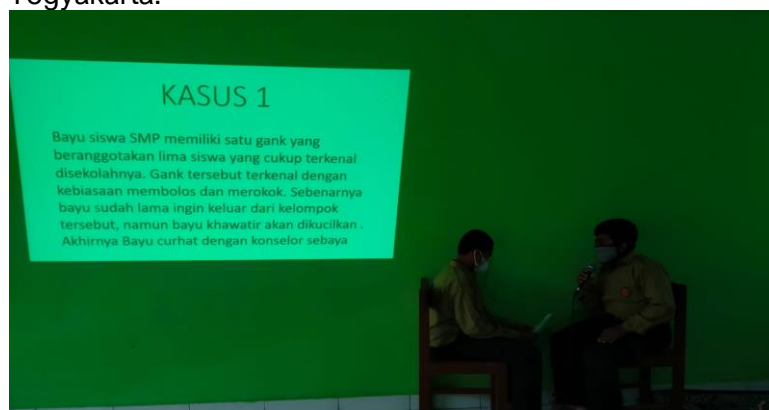 Yogyakarta.
KASUS 1
Bayu siswa SMP memiliki satu gank yang
beranggotakan lima siswa yang cukup terkenal
disekolahnya. Gank tersebut terkenal dengan
kebiasaan membolos dan merokok. Sebenarnya
bayu sudah lama ingin keluar dari kelompok
tersebut, namun bayu khawatir akan dikucilkan .
Akhirnya Bayu curhat dengan konselor sebaya